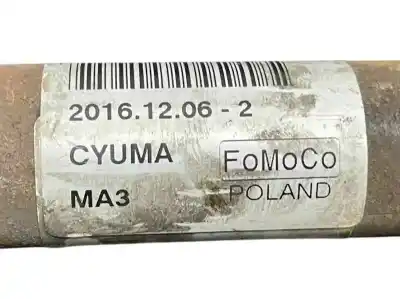 2016.12.06 - 2
CYUMA FoMoCo
MA3 POLAND